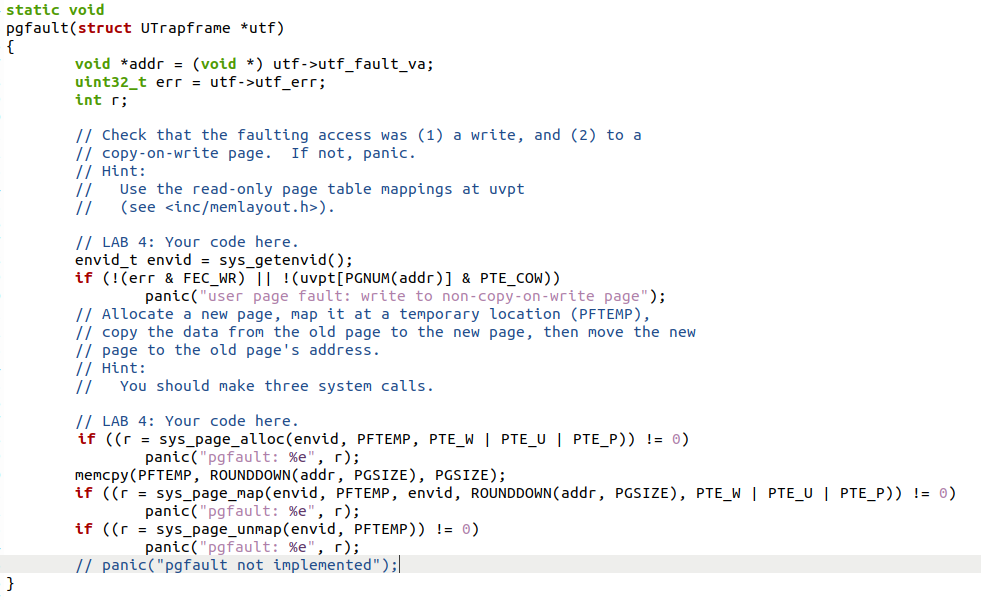 static void
pgfault(struct UTrapframe *utf)
{
        void *addr = (void *) utf->utf_fault_va;
        uint32_t err = utf->utf_err;
        int r;

        // Check that the faulting access was (1) a write, and (2) to a
        // copy-on-write page.  If not, panic.
        // Hint:
        //   Use the read-only page table mappings at uvpt
        //   (see <inc/memlayout.h>).

        // LAB 4: Your code here.
        envid_t envid = sys_getenvid();
        if (!(err & FEC_WR) || !(uvpt[PGNUM(addr)] & PTE_COW))
                panic("user page fault: write to non-copy-on-write page");
        // Allocate a new page, map it at a temporary location (PFTEMP),
        // copy the data from the old page to the new page, then move the new
        // page to the old page's address.
        // Hint:
        //   You should make three system calls.

        // LAB 4: Your code here.
        if ((r = sys_page_alloc(envid, PFTEMP, PTE_W | PTE_U | PTE_P)) != 0)
                panic("pgfault: %e", r);
        memcpy(PFTEMP, ROUNDDOWN(addr, PGSIZE), PGSIZE);
        if ((r = sys_page_map(envid, PFTEMP, envid, ROUNDDOWN(addr, PGSIZE), PTE_W | PTE_U | PTE_P)) != 0)
                panic("pgfault: %e", r);
        if ((r = sys_page_unmap(envid, PFTEMP)) != 0)
                panic("pgfault: %e", r);
        // panic("pgfault not implemented");
}